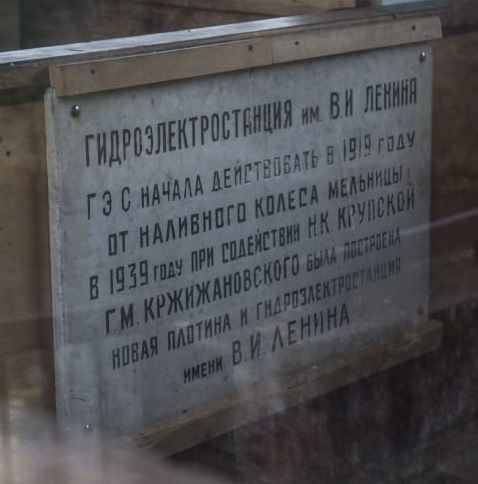 ГИДРОЭЛЕКТРОСТАНЦИЯ ИМ. В.И ЛЕНИНА
ГЭС НАЧАЛА ДЕЙСТВОВАТЬ В 1919 ГОДУ
ОТ НАЛИВНОГО КОЛЕСА МЕЛЬНИЦЫ.
В 1939 ГОДУ ПРИ СОДЕЙСТВИИ Н.К. КРУПСКОЙ
Г.М. КРЖИЖАНОВСКОГО БЫЛА ПОСТРОЕНА
НОВАЯ ПЛОТИНА И ГИДРОЭЛЕКТРОСТАНЦИЯ
ИМЕНИ В.И. ЛЕНИНА